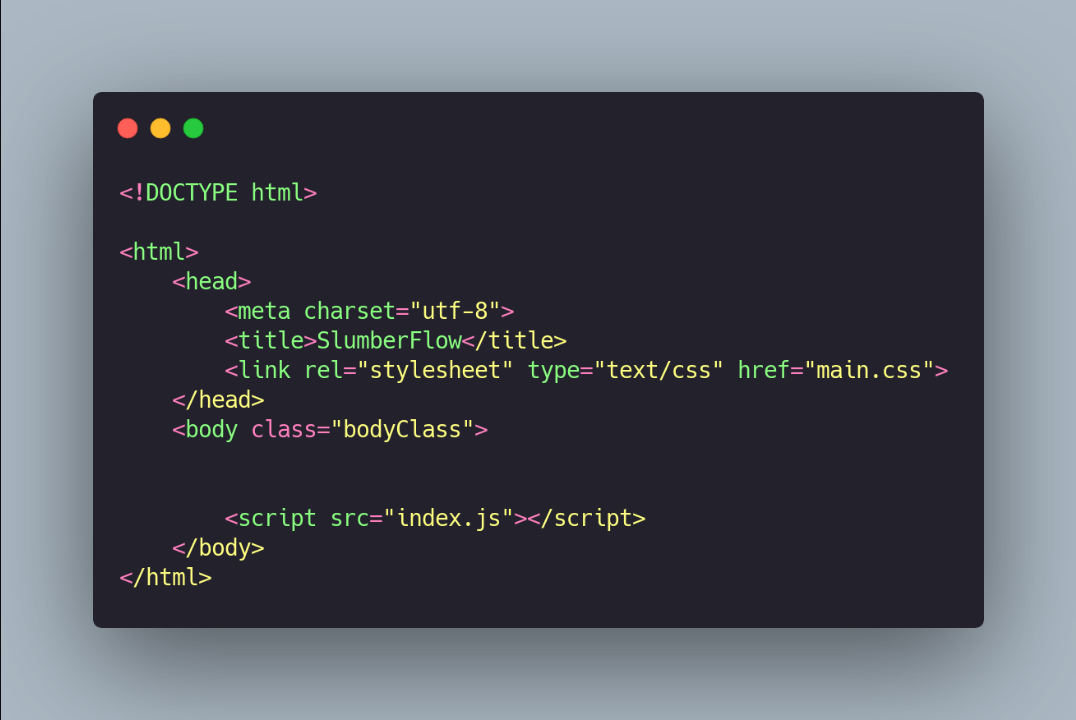 <!DOCTYPE html>
<html>
<head>
<meta charset="utf-8">
<title>SlumberFlow</title>
<link rel="stylesheet" type="text/css" href="main.css">
</head>
<body class="bodyClass">
<script src="index.js"></script>
</body>
</html>